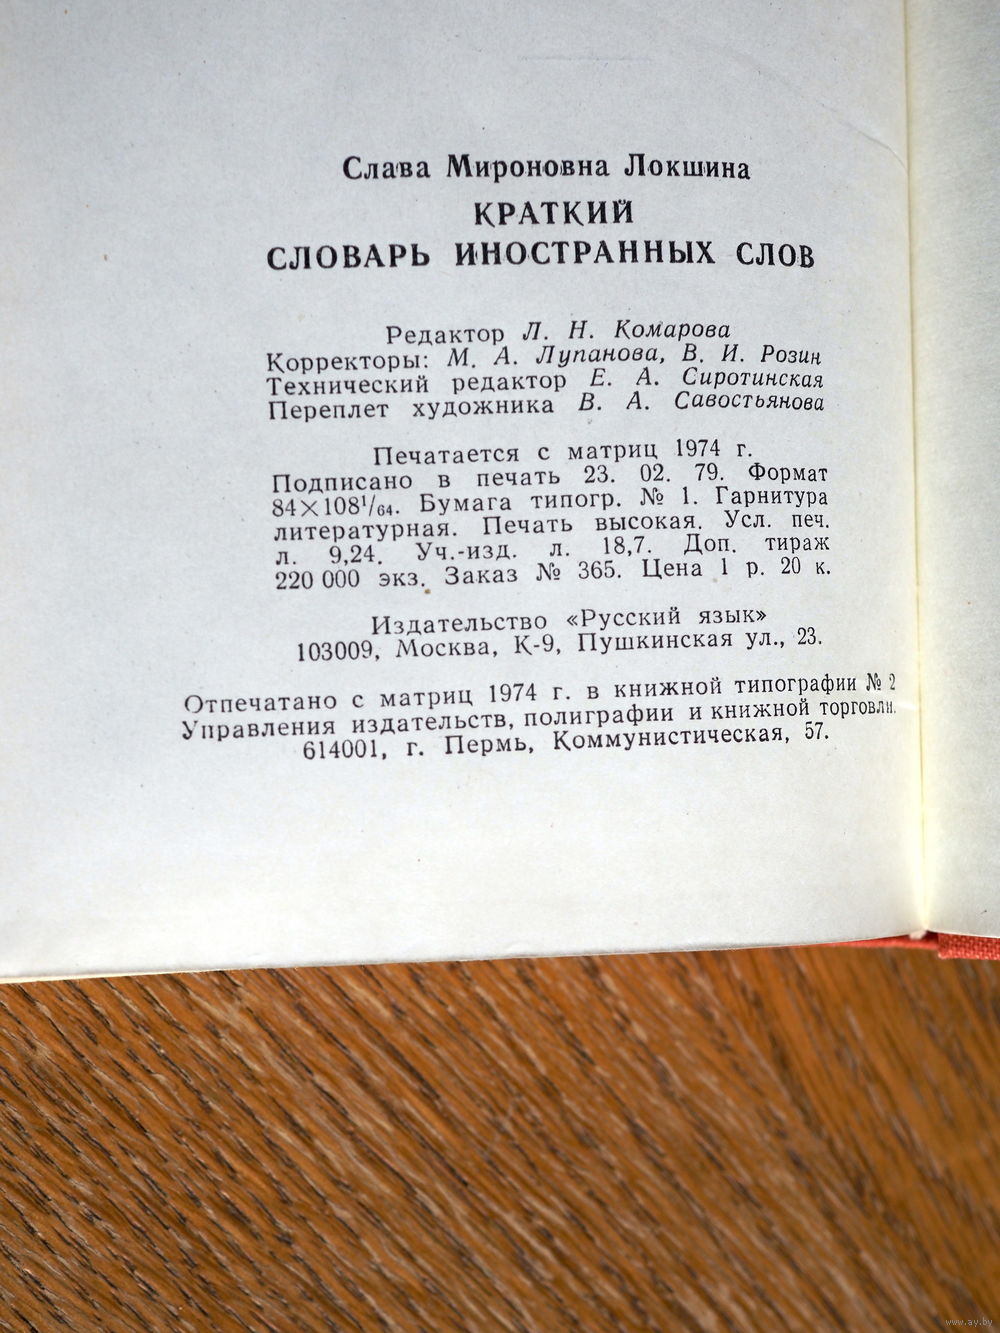 Слава Мироновна Локшина
КРАТКИЙ
СЛОВАРЬ ИНОСТРАННЫХ СЛОВ
Редактор Л. Н. Комарова
Корректоры: М. А. Лупанова, В. И. Розин
Технический редактор Е. А. Сиротинская
Переплет художника В. А. Савостьянова
Печатается с матриц 1974 г.
Подписано в печать 23. 02. 79. Формат
84×108¹/₆₄. Бумага типогр. № 1. Гарнитура
литературная. Печать высокая. Усл. печ.
л. 9,24. Уч.-изд. л. 18,7. Доп. тираж
220 000 экз. Заказ № 365. Цена 1 р. 20 к.
Издательство «Русский язык»
103009, Москва, К-9, Пушкинская ул., 23.
Отпечатано с матриц 1974 г. в книжной типографии № 2
Управления издательств, полиграфии и книжной торговли.
614001, г. Пермь, Коммунистическая, 57.
www.ay.by